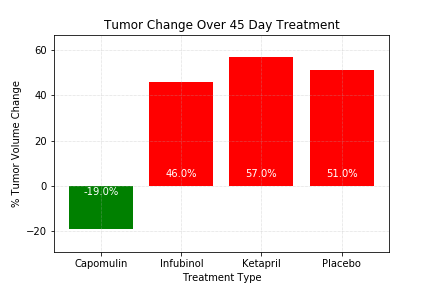 Tumor Change Over 45 Day Treatment
% Tumor Volume Change
60
40
20
0
−20
-19.0%
46.0%
57.0%
51.0%
Capomulin
Infubinol
Ketapril
Placebo
Treatment Type